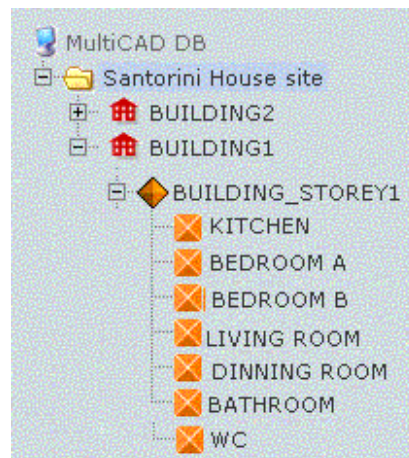 MultiCAD DB
Santorini House site
BUILDING2
BUILDING1
BUILDING_STOREY1
KITCHEN
BEDROOM A
BEDROOM B
LIVING ROOM
DINNING ROOM
BATHROOM
WC